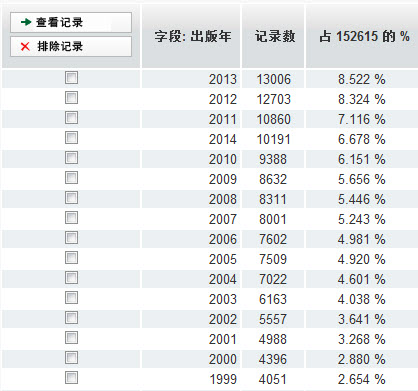 查看记录
排除记录
字段: 出版年 记录数 占 152615 的 %
2013 13006 8.522 %
2012 12703 8.324 %
2011 10860 7.116 %
2014 10191 6.678 %
2010 9388 6.151 %
2009 8632 5.656 %
2008 8311 5.446 %
2007 8001 5.243 %
2006 7602 4.981 %
2005 7509 4.920 %
2004 7022 4.601 %
2003 6163 4.038 %
2002 5557 3.641 %
2001 4988 3.268 %
2000 4396 2.880 %
1999 4051 2.654 %